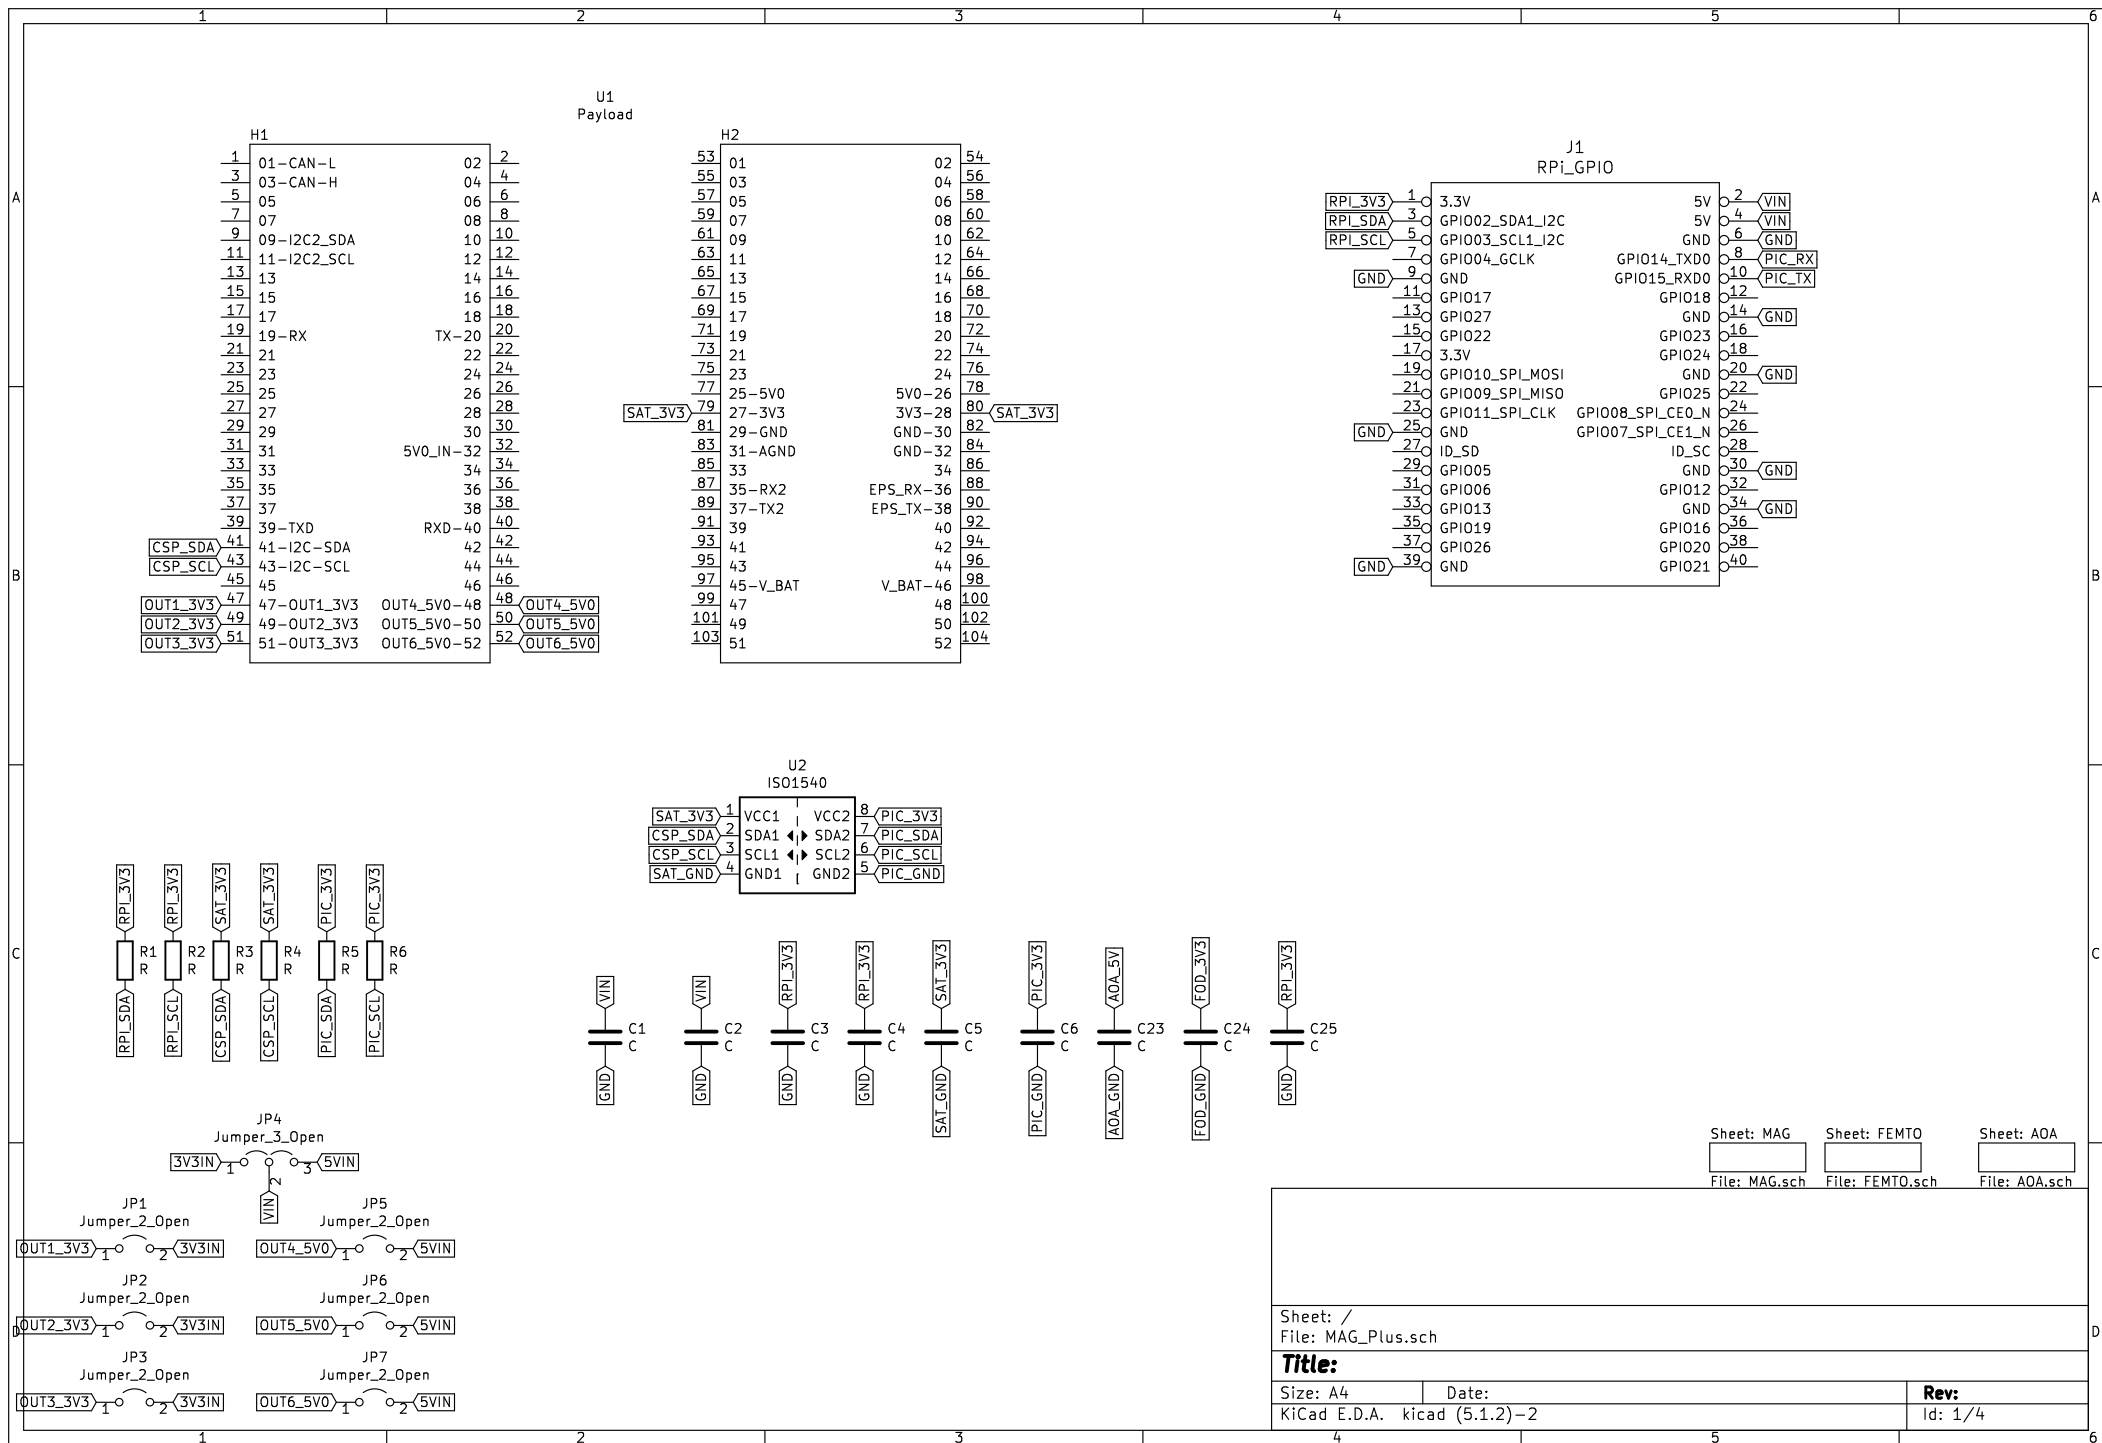 1 2 3 4 5 6
A A
B B
C C
D D
U1
Payload
H1
1 01-CAN-L 02 2
3 03-CAN-H 04 4
5 05 06 6
7 07 08 8
9 09-I2C2_SDA 10 10
11 11-I2C2_SCL 12 12
13 13 14 14
15 15 16 16
17 17 18 18
19 19-RX TX-20 20
21 21 22 22
23 23 24 24
25 25 26 26
27 27 28 28
29 29 30 30
31 31 5V0_IN-32 32
33 33 34 34
35 35 36 36
37 37 38 38
39 39-TXD RXD-40 40
CSP_SDA 41 41-I2C-SDA 42 42
CSP_SCL 43 43-I2C-SCL 44 44
45 45 46 46
OUT1_3V3 47 47-OUT1_3V3 OUT4_5V0-48 48 OUT4_5V0
OUT2_3V3 49 49-OUT2_3V3 OUT5_5V0-50 50 OUT5_5V0
OUT3_3V3 51 51-OUT3_3V3 OUT6_5V0-52 52 OUT6_5V0
H2
53 01 02 54
55 03 04 56
57 05 06 58
59 07 08 60
61 09 10 62
63 11 12 64
65 13 14 66
67 15 16 68
69 17 18 70
71 19 20 72
73 21 22 74
75 23 24 76
77 25-5V0 5V0-26 78
SAT_3V3 79 27-3V3 3V3-28 80 SAT_3V3
81 29-GND GND-30 82
83 31-AGND GND-32 84
85 33 34 86
87 35-RX2 EPS_RX-36 88
89 37-TX2 EPS_TX-38 90
91 39 40 92
93 41 42 94
95 43 44 96
97 45-V_BAT V_BAT-46 98
99 47 48 100
101 49 50 102
103 51 52 104
J1
RPi_GPIO
RPI_3V3 1 3.3V 5V 2 VIN
RPI_SDA 3 GPIO02_SDA1_I2C 5V 4 VIN
RPI_SCL 5 GPIO03_SCL1_I2C GND 6 GND
7 GPIO04_GCLK GPIO14_TXD0 8 PIC_RX
GND 9 GND GPIO15_RXD0 10 PIC_TX
11 GPIO17 GPIO18 12
13 GPIO27 GND 14 GND
15 GPIO22 GPIO23 16
17 3.3V GPIO24 18
19 GPIO10_SPI_MOSI GND 20 GND
21 GPIO09_SPI_MISO GPIO25 22
23 GPIO11_SPI_CLK GPIO08_SPI_CE0_N 24
GND 25 GND GPIO07_SPI_CE1_N 26
27 ID_SD ID_SC 28
29 GPIO05 GND 30 GND
31 GPIO06 GPIO12 32
33 GPIO13 GND 34 GND
35 GPIO19 GPIO16 36
37 GPIO26 GPIO20 38
GND 39 GND GPIO21 40
U2
ISO1540
SAT_3V3 1 VCC1 VCC2 8 PIC_3V3
CSP_SDA 2 SDA1 SDA2 7 PIC_SDA
CSP_SCL 3 SCL1 SCL2 6 PIC_SCL
SAT_GND 4 GND1 GND2 5 PIC_GND
RPI_3V3 RPI_3V3 SAT_3V3 SAT_3V3 PIC_3V3 PIC_3V3
R1 R2 R3 R4 R5 R6
R R R R R R
RPI_SDA RPI_SCL CSP_SDA CSP_SCL PIC_SDA PIC_SCL
VIN VIN RPI_3V3 RPI_3V3 SAT_3V3 PIC_3V3 AOA_5V FOD_3V3 RPI_3V3
C1 C2 C3 C4 C5 C6 C23 C24 C25
C C C C C C C C C
GND GND GND GND SAT_GND PIC_GND AOA_GND FOD_GND GND
JP4
Jumper_3_Open
3V3IN 1 3 5VIN
2
VIN
JP1 JP5
Jumper_2_Open Jumper_2_Open
OUT1_3V3 1 2 3V3IN OUT4_5V0 1 2 5VIN
JP2 JP6
Jumper_2_Open Jumper_2_Open
OUT2_3V3 1 2 3V3IN OUT5_5V0 1 2 5VIN
JP3 JP7
Jumper_2_Open Jumper_2_Open
OUT3_3V3 1 2 3V3IN OUT6_5V0 1 2 5VIN
Sheet: MAG Sheet: FEMTO Sheet: AOA
File: MAG.sch File: FEMTO.sch File: AOA.sch
Sheet: /
File: MAG_Plus.sch
Title:
Size: A4 Date: Rev:
KiCad E.D.A. kicad (5.1.2)-2 Id: 1/4
1 2 3 4 5 6